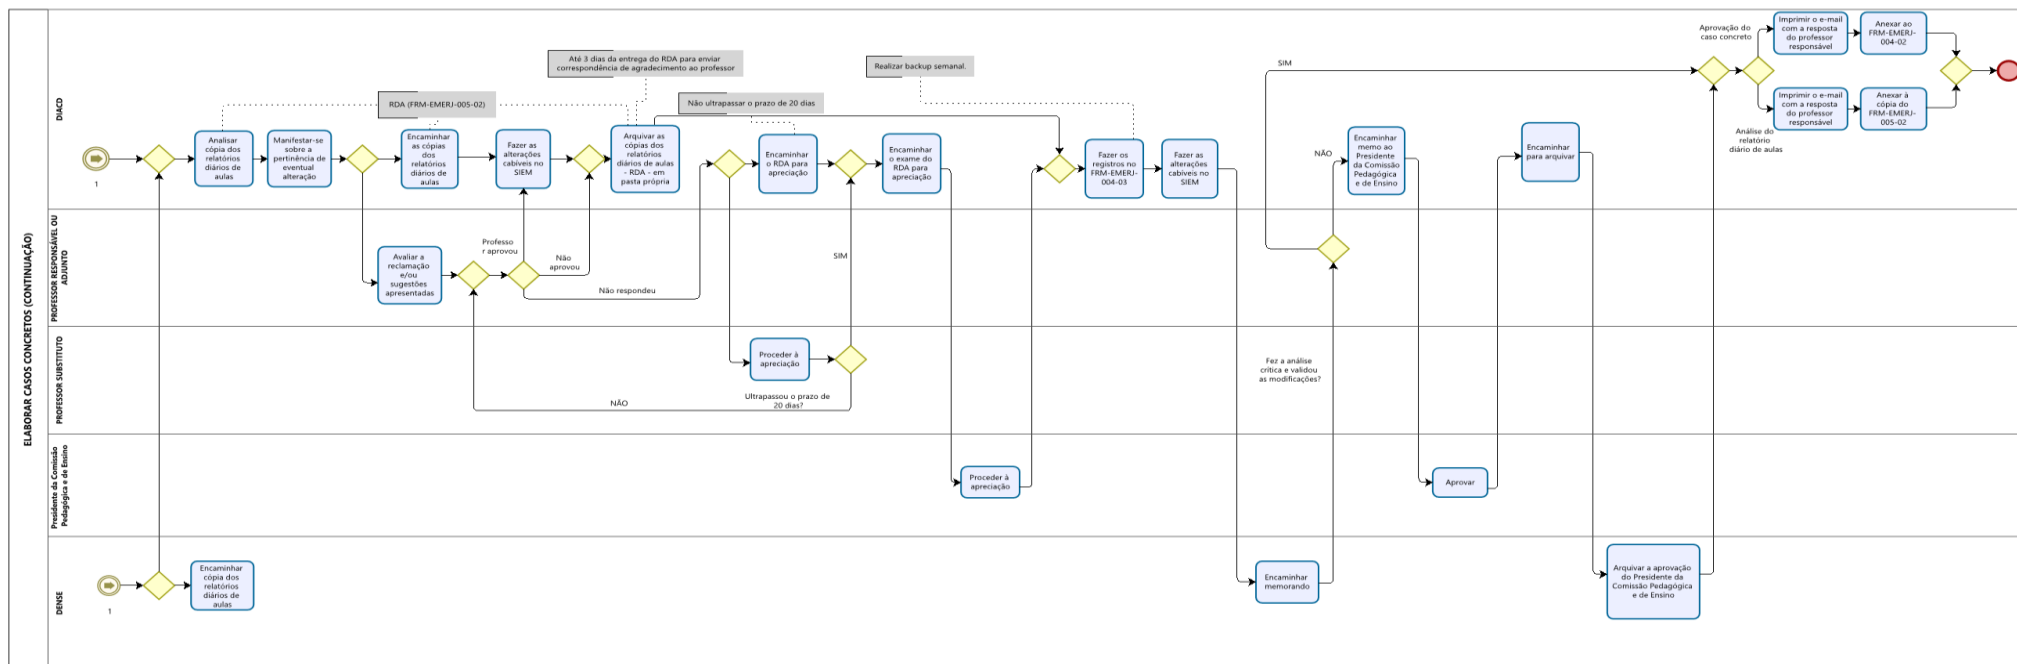 ELABORAR CASOS CONCRETOS (CONTINUAÇÃO)
DIACD
1
Analisar
cópia dos
relatórios
diários de
aulas
Manifestar-se
sobre a
pertinência de
eventual
alteração
RDA (FRM-EMERJ-005-02)
Encaminhar
as cópias
dos
relatórios
diários de
aulas
Fazer as
alterações
cabíveis no
SIEM
Até 3 dias da entrega do RDA para enviar
correspondência de agradecimento ao professor
Arquivar as
cópias dos
relatórios
diários de aulas
- RDA - em
pasta própria
Não ultrapassar o prazo de 20 dias
Encaminhar
o RDA para
apreciação
Encaminhar
o exame do
RDA para
apreciação
Realizar backup semanal.
Fazer os
registros no
FRM-EMERJ-
004-03
Fazer as
alterações
cabíveis no
SIEM
SIM
NÃO
Encaminhar
memo ao
Presidente
da Comissão
Pedagógica
e de Ensino
Encaminhar
para arquivar
Aprovação do
caso concreto
Imprimir o e-mail
com a resposta
do professor
responsável
Anexar ao
FRM-EMERJ-
004-02
Imprimir o e-mail
com a resposta
do professor
responsável
Anexar à
cópia do
FRM-EMERJ-
005-02
Análise do
relatório
diário de aulas
PROFESSOR RESPONSÁVEL OU
ADJUNTO
Avaliar a
reclamação
e/ou
sugestões
apresentadas
Professo
r aprovou
Não
aprovou
Não respondeu
SIM
PROFESSOR SUBSTITUTO
Proceder à
apreciação
Ultrapassou o prazo de
20 dias?
NÃO
Fez a análise
crítica e validou
as modificações?
Presidente da Comissão
Pedagógica e de Ensino
Proceder à
apreciação
Aprovar
DENSE
1
Encaminhar
cópia dos
relatórios
diários de
aulas
Encaminhar
memorando
Arquivar a aprovação
do Presidente da
Comissão Pedagógica
e de Ensino